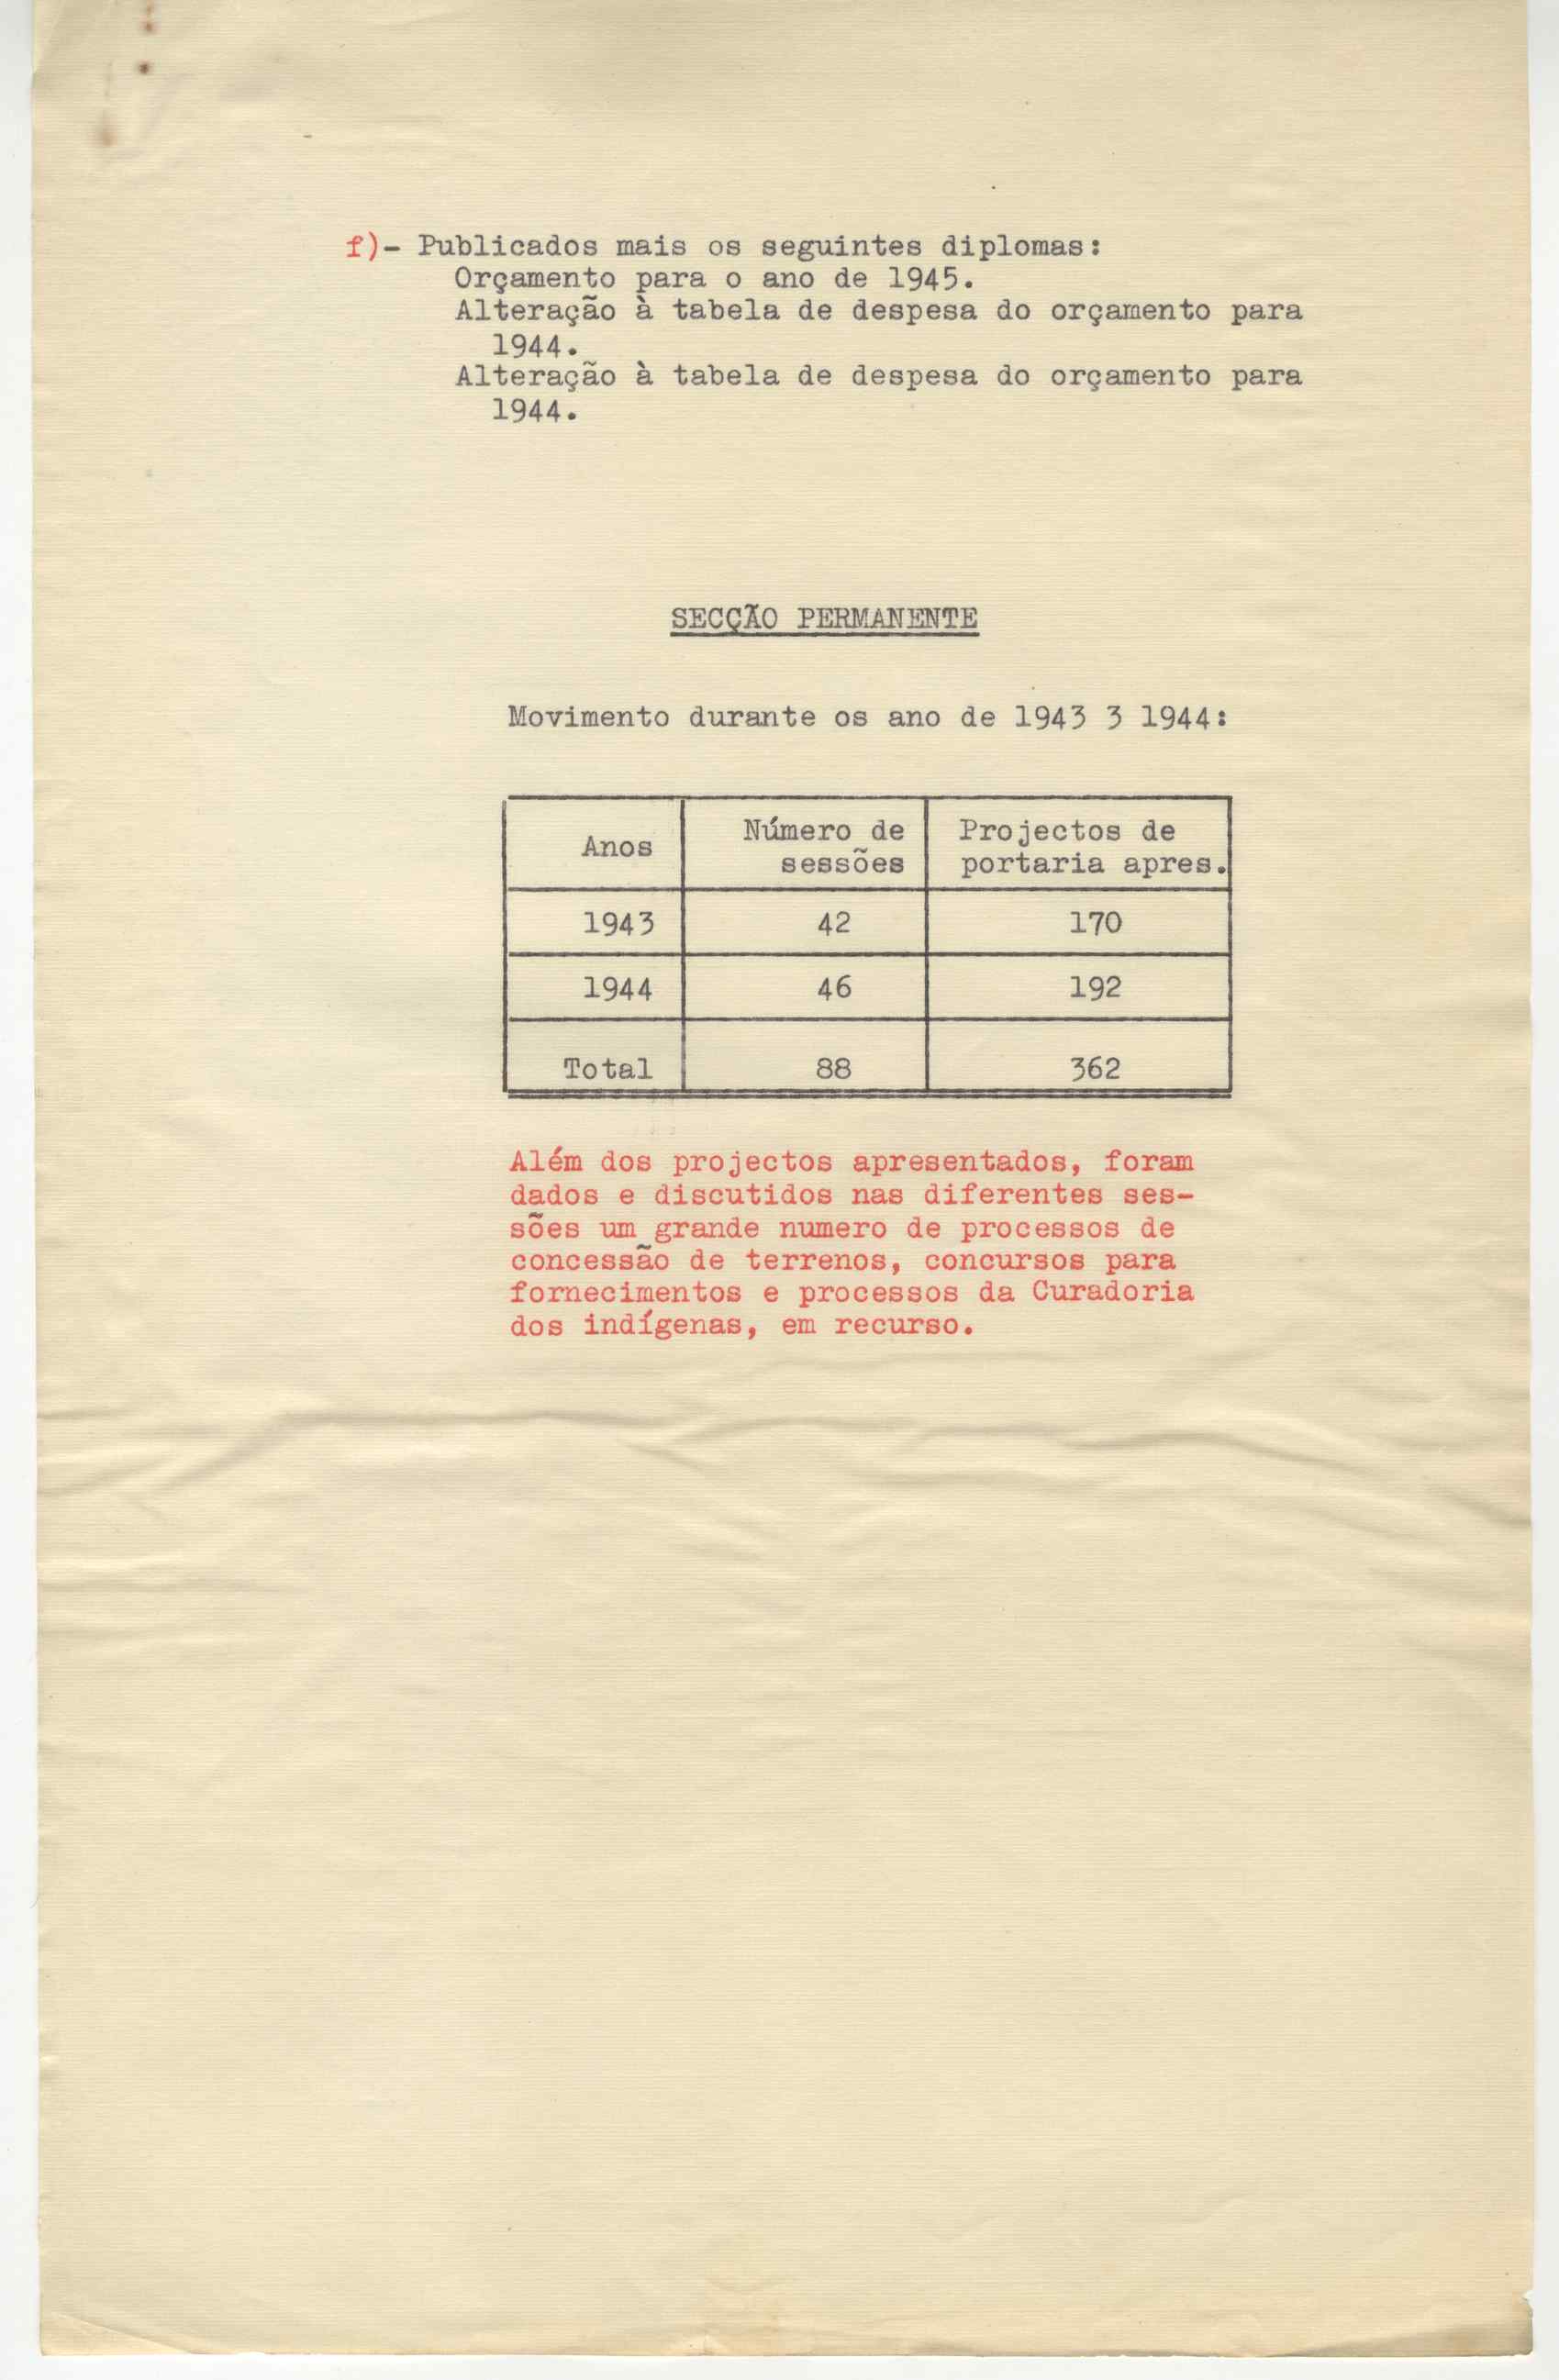 f)- Publicados mais os seguintes diplomas:
Orçamento para o ano de 1945.
Alteração à tabela de despesa do orçamento para
1944.
Alteração à tabela de despesa do orçamento para
1944.
SECÇÃO PERMANENTE
Movimento durante os ano de 1943 3 1944:
Anos Número de sessões Projectos de portaria apres.
1943 42 170
1944 46 192
Total 88 362
Além dos projectos apresentados, foram
dados e discutidos nas diferentes ses-
sões um grande numero de processos de
concessão de terrenos, concursos para
fornecimentos e processos da Curadoria
dos indígenas, em recurso.